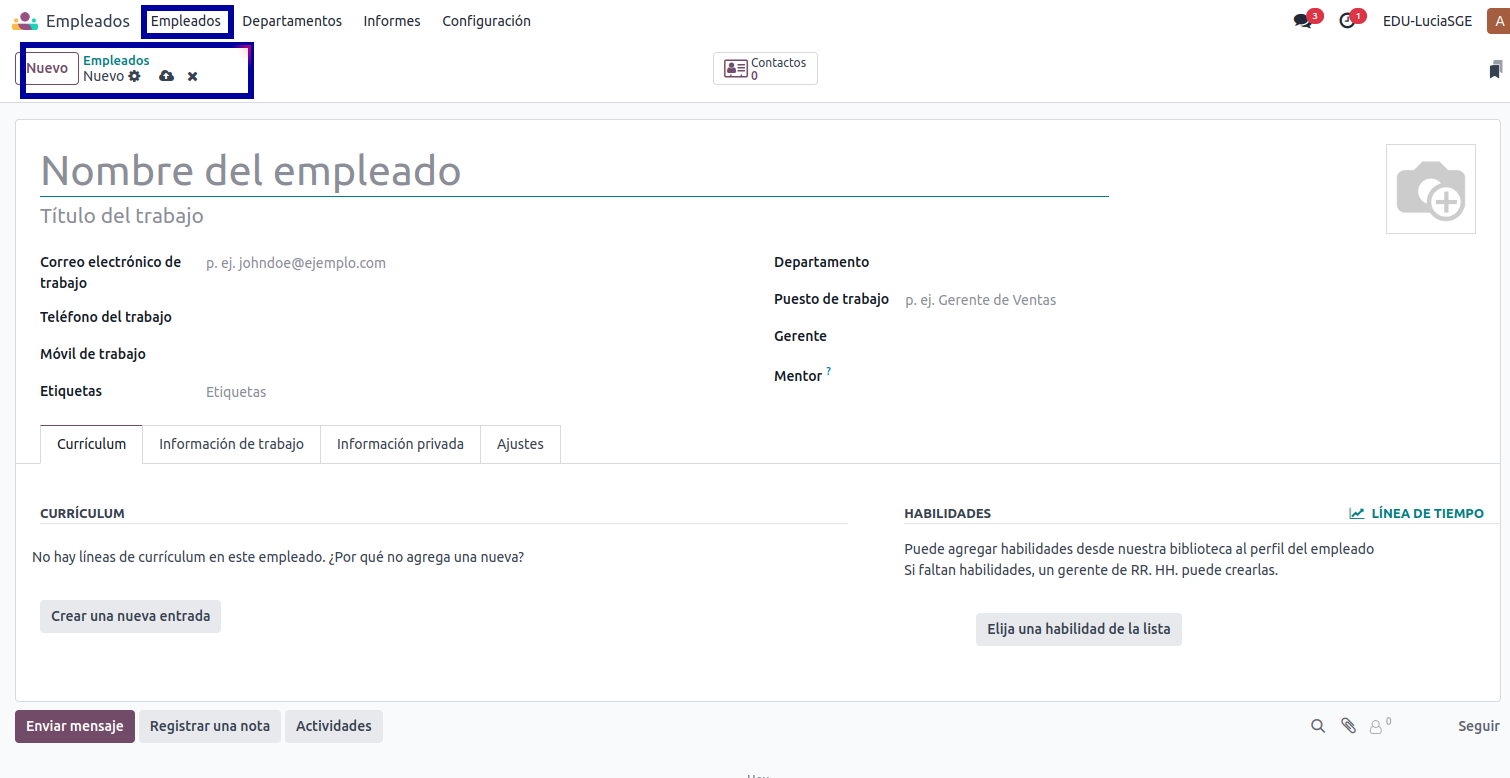 Empleados Empleados Departamentos Informes Configuración 3 1 EDU-LuciaSGE A
Nuevo Empleados
Nuevo
Contactos
0
Nombre del empleado
Título del trabajo
Correo electrónico de trabajo p. ej. johndoe@ejemplo.com
Teléfono del trabajo
Móvil de trabajo
Etiquetas Etiquetas
Departamento
Puesto de trabajo p. ej. Gerente de Ventas
Gerente
Mentor ?
Currículum Información de trabajo Información privada Ajustes
CURRÍCULUM
No hay líneas de currículum en este empleado. ¿Por qué no agrega una nueva?
Crear una nueva entrada
HABILIDADES LÍNEA DE TIEMPO
Puede agregar habilidades desde nuestra biblioteca al perfil del empleado
Si faltan habilidades, un gerente de RR. HH. puede crearlas.
Elija una habilidad de la lista
Enviar mensaje Registrar una nota Actividades 0 Seguir